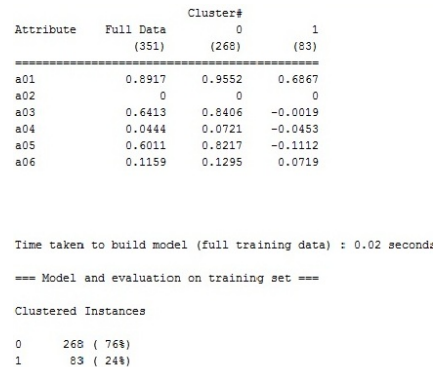 Cluster#
Attribute Full Data 0 1
(351) (268) (83)
==================================================
a01 0.8917 0.9552 0.6867
a02 0 0 0
a03 0.6413 0.8406 -0.0019
a04 0.0444 0.0721 -0.0453
a05 0.6011 0.8217 -0.1112
a06 0.1159 0.1295 0.0719
Time taken to build model (full training data) : 0.02 seconds
=== Model and evaluation on training set ===
Clustered Instances
0 268 ( 76%)
1 83 ( 24%)